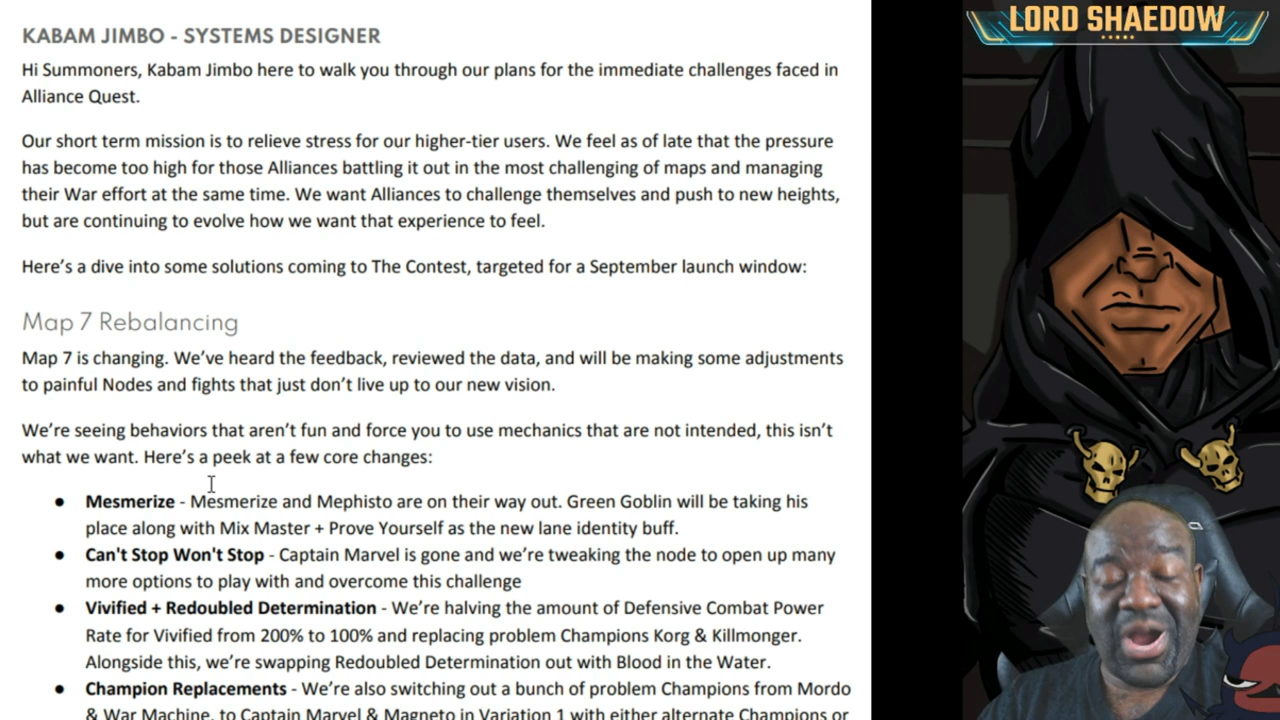 LORD SHAEDOW
KABAM JIMBO - SYSTEMS DESIGNER
Hi Summoners, Kabam Jimbo here to walk you through our plans for the immediate challenges faced in
Alliance Quest.
Our short term mission is to relieve stress for our higher-tier users. We feel as of late that the pressure
has become too high for those Alliances battling it out in the most challenging of maps and managing
their War effort at the same time. We want Alliances to challenge themselves and push to new heights,
but are continuing to evolve how we want that experience to feel.
Here’s a dive into some solutions coming to The Contest, targeted for a September launch window:
Map 7 Rebalancing
Map 7 is changing. We’ve heard the feedback, reviewed the data, and will be making some adjustments
to painful Nodes and fights that just don’t live up to our new vision.
We’re seeing behaviors that aren’t fun and force you to use mechanics that are not intended, this isn’t
what we want. Here’s a peek at a few core changes:
● Mesmerize - Mesmerize and Mephisto are on their way out. Green Goblin will be taking his
place along with Mix Master + Prove Yourself as the new lane identity buff.
● Can't Stop Won't Stop - Captain Marvel is gone and we’re tweaking the node to open up many
more options to play with and overcome this challenge
● Vivified + Redoubled Determination - We’re halving the amount of Defensive Combat Power
Rate for Vivified from 200% to 100% and replacing problem Champions Korg & Killmonger.
Alongside this, we’re swapping Redoubled Determination out with Blood in the Water.
● Champion Replacements - We’re also switching out a bunch of problem Champions from Mordo
& War Machine, to Captain Marvel & Magneto in Variation 1 with either alternate Champions or